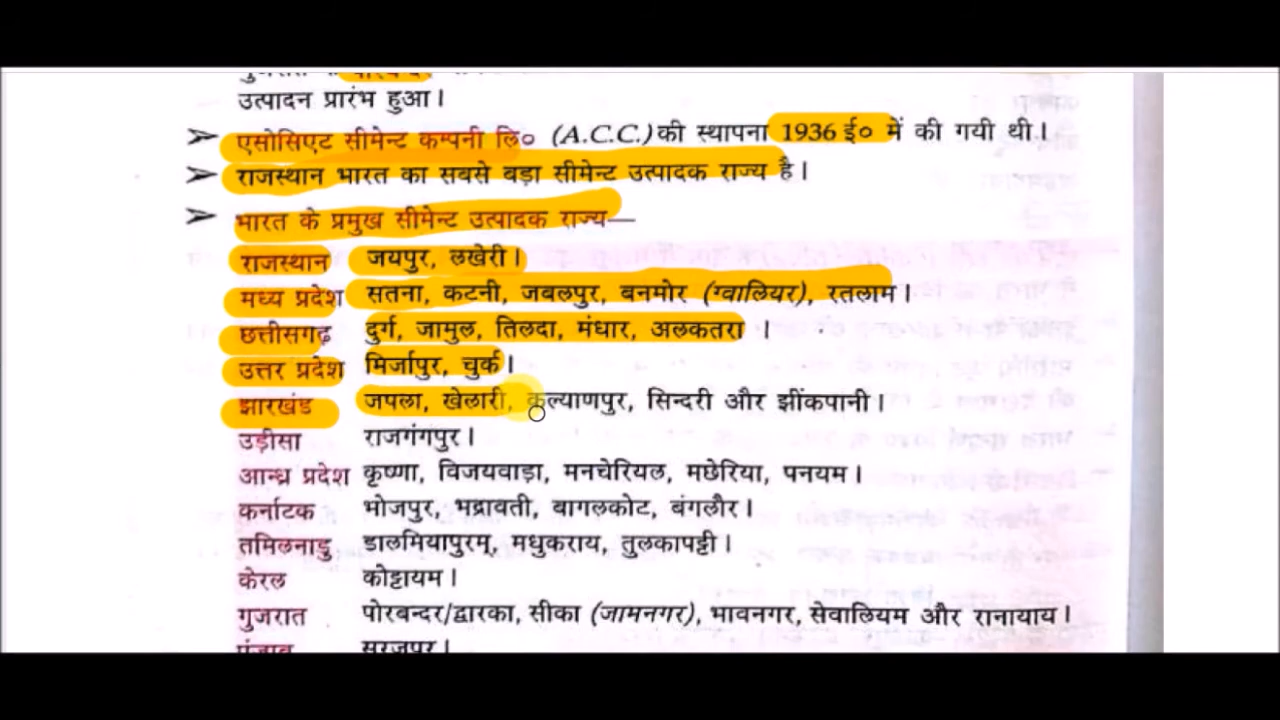 उत्पादन प्रारंभ हुआ।
➢ एसोसिएट सीमेन्ट कम्पनी लि० (A.C.C.) की स्थापना 1936 ई० में की गयी थी।
➢ राजस्थान भारत का सबसे बड़ा सीमेन्ट उत्पादक राज्य है।
➢ भारत के प्रमुख सीमेन्ट उत्पादक राज्य—
राजस्थान जयपुर, लखेरी।
मध्य प्रदेश सतना, कटनी, जबलपुर, बनमोर (ग्वालियर), रतलाम।
छत्तीसगढ़ दुर्ग, जामुल, तिलदा, मंधार, अलकतरा ।
उत्तर प्रदेश मिर्जापुर, चुर्क।
झारखंड जपला, खेलारी, कल्याणपुर, सिन्दरी और झींकपानी।
उड़ीसा राजगंगपुर।
आन्ध्र प्रदेश कृष्णा, विजयवाड़ा, मनचेरियल, मछेरिया, पनयम।
कर्नाटक भोजपुर, भद्रावती, बागलकोट, बंगलौर।
तमिलनाडु डालमियापुरम्, मधुकराय, तुलकापट्टी।
केरल कोट्टायम।
गुजरात पोरबन्दर/द्वारका, सीका (जामनगर), भावनगर, सेवालियम और रानायाय।
पंजाब सूरजपुर।